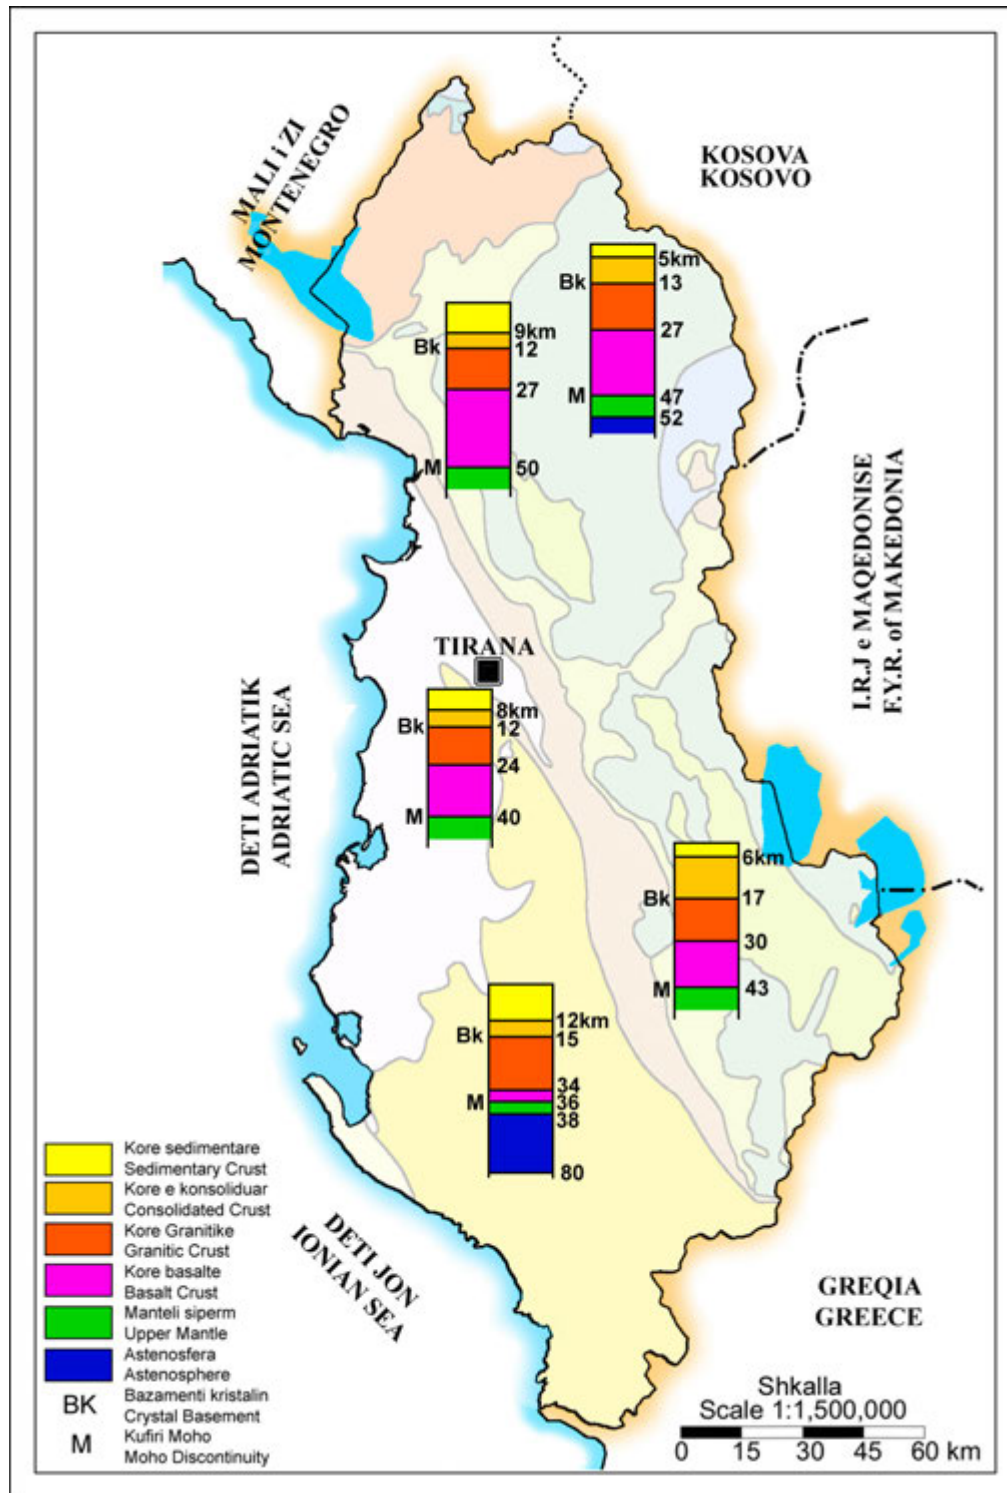 MALI i ZI
MONTENEGRO
KOSOVA
KOSOVO
5km
Bk
13
27
M
47
52
9km
Bk
12
27
M
50
I.R.J e MAQEDONISE
F.Y.R. of MAKEDONIA
TIRANA
8km
Bk
12
24
M
40
DETI ADRIATIK
ADRIATIC SEA
6km
Bk
17
30
M
43
12km
Bk
15
34
M
36
38
80
DETI JON
IONIAN SEA
GREQIA
GREECE
Kore sedimentare
Sedimentary Crust
Kore e konsoliduar
Consolidated Crust
Kore Granitike
Granitic Crust
Kore basalte
Basalt Crust
Manteli siperm
Upper Mantle
Astenosfera
Astenosphere
BK
Bazamenti kristalin
Crystal Basement
M
Kufiri Moho
Moho Discontinuity
Shkalla
Scale 1:1,500,000
0 15 30 45 60 km